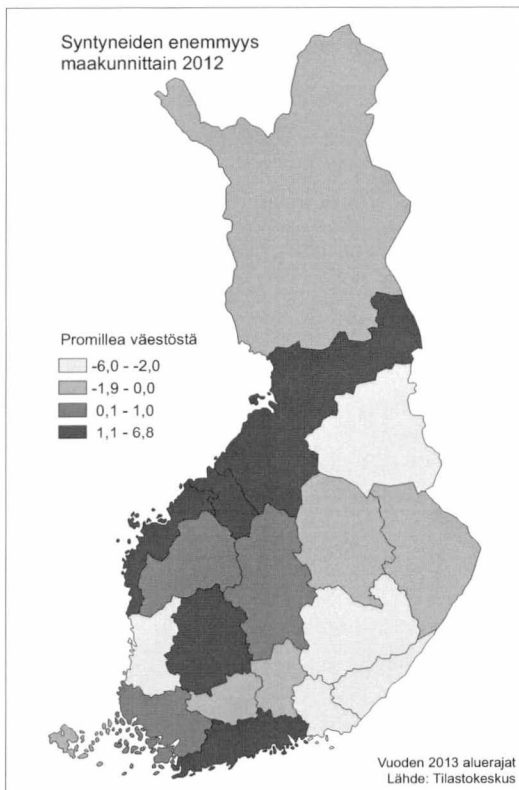 Syntyneiden enemmyys
maakunnittain 2012
Promillea väestöstä
-6,0 - -2,0
-1,9 - 0,0
0,1 - 1,0
1,1 - 6,8
Vuoden 2013 aluerajat
Lähde: Tilastokeskus